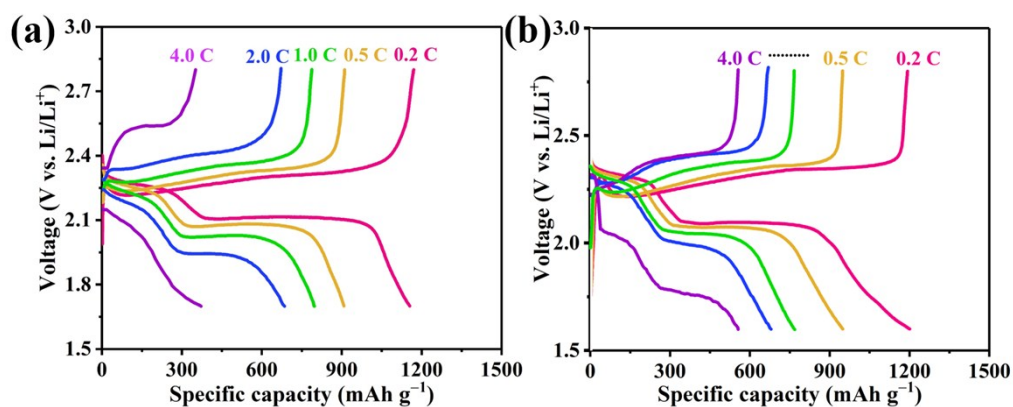 (a)
3.0
2.7
2.4
2.1
1.8
1.5
Voltage (V vs. Li/Li⁺)
4.0 C 2.0 C 1.0 C 0.5 C 0.2 C
0 300 600 900 1200 1500
Specific capacity (mAh g⁻¹)
(b)
3.0
2.5
2.0
1.5
Voltage (V vs. Li/Li⁺)
4.0 C ......... 0.5 C 0.2 C
0 300 600 900 1200 1500
Specific capacity (mAh g⁻¹)